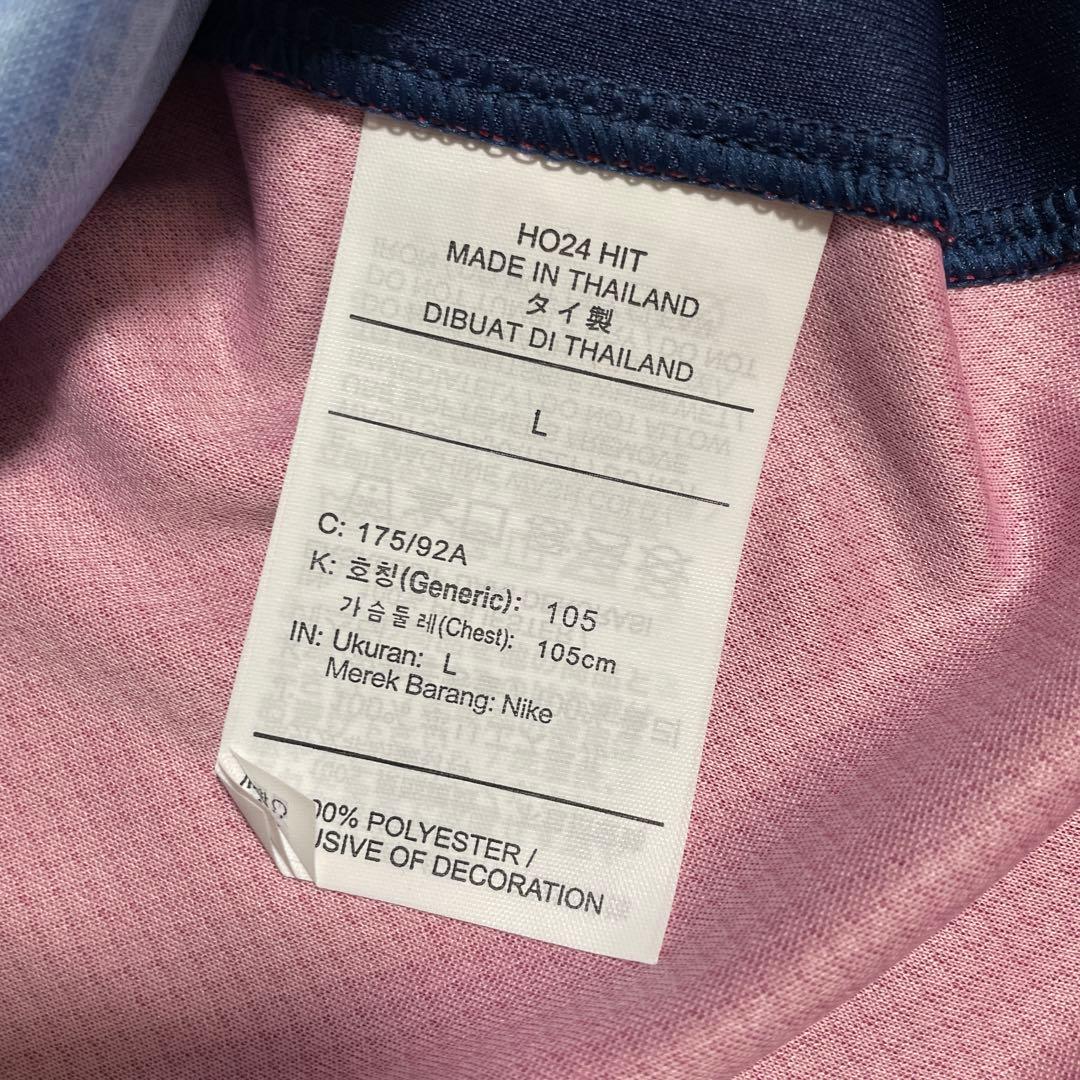 HO24 HIT
MADE IN THAILAND
タイ製
DIBUAT DI THAILAND
L
C: 175/92A
K: 호칭(Generic): 105
가슴둘레(Chest): 105cm
IN: Ukuran: L
Merek Barang: Nike
00% POLYESTER /
USIVE OF DECORATION